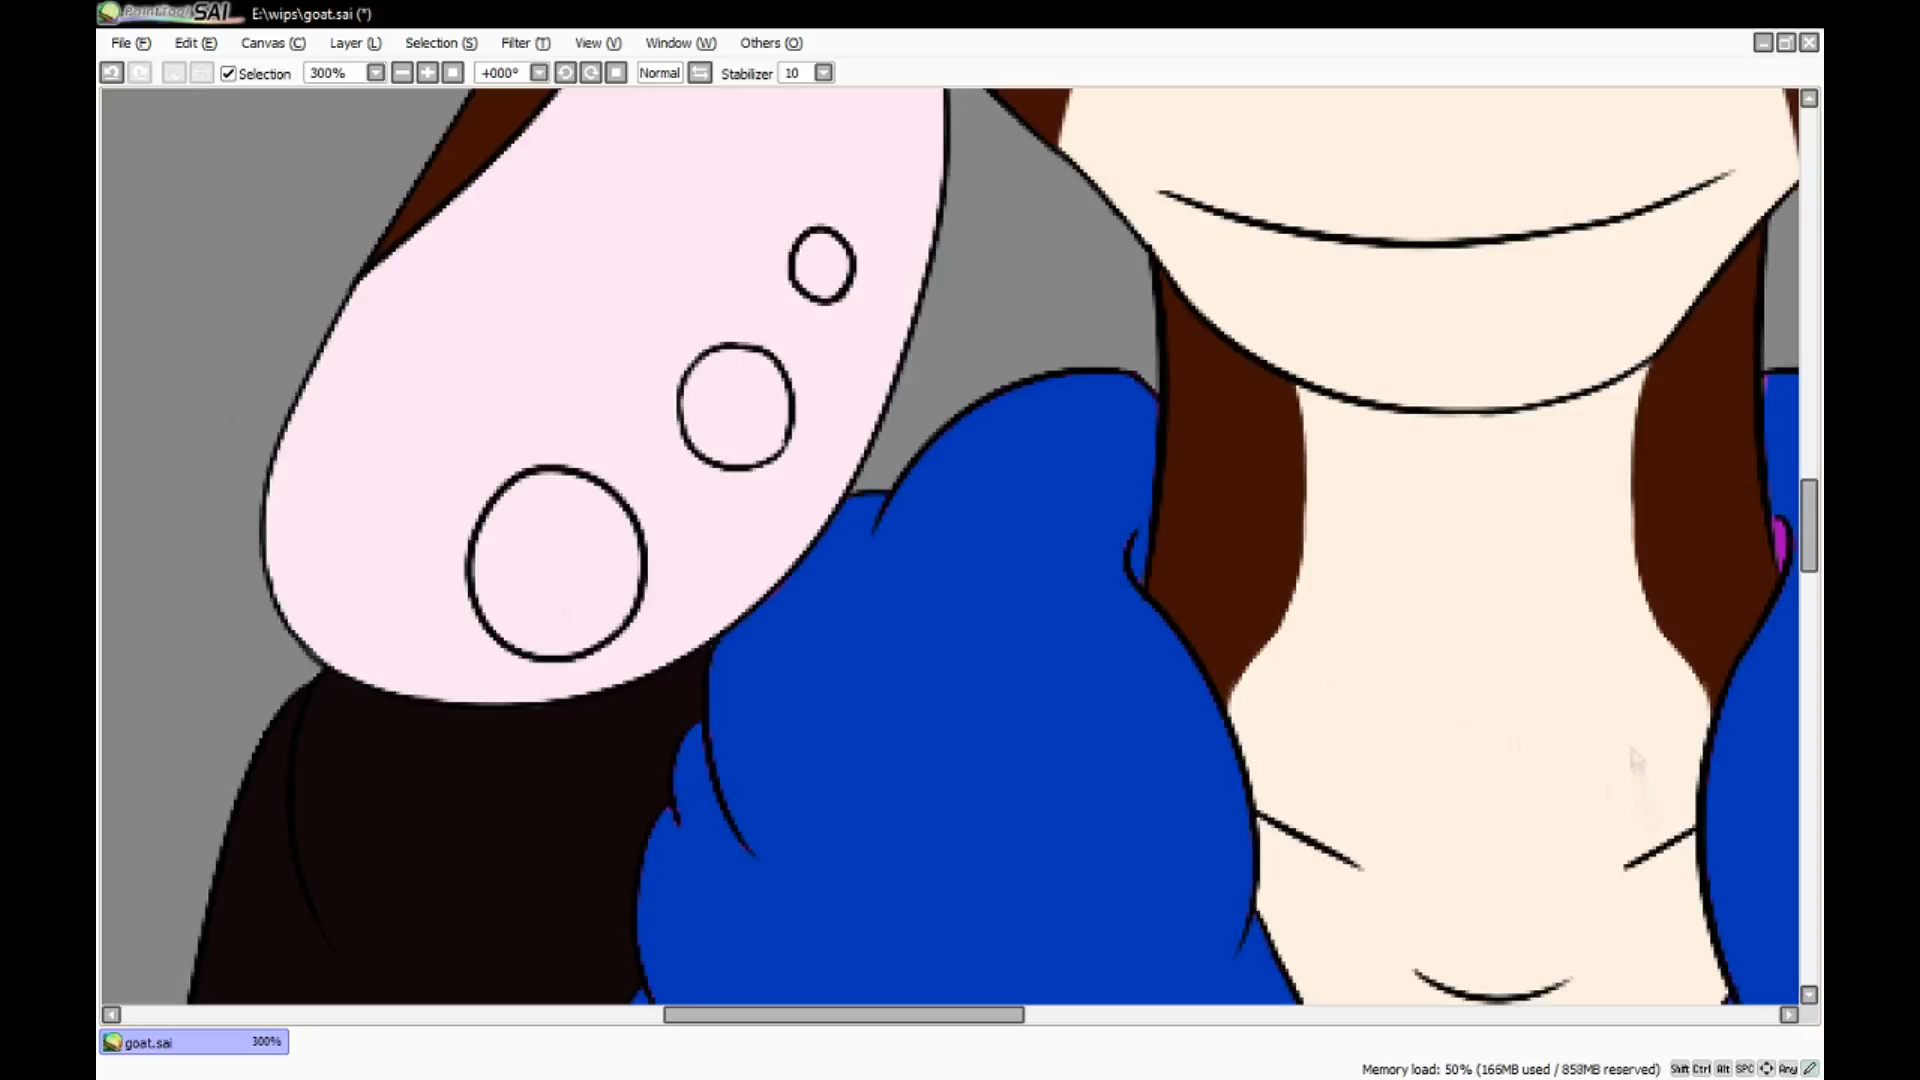 PaintTool SAI E:\wips\goat.sai (*)
File (F) Edit (E) Canvas (C) Layer (L) Selection (S) Filter (T) View (V) Window (W) Others (O)
Selection 300% +000° Normal Stabilizer 10
goat.sai 300%
Memory load: 50% (166MB used / 858MB reserved) Shift Ctrl Alt SPC Any